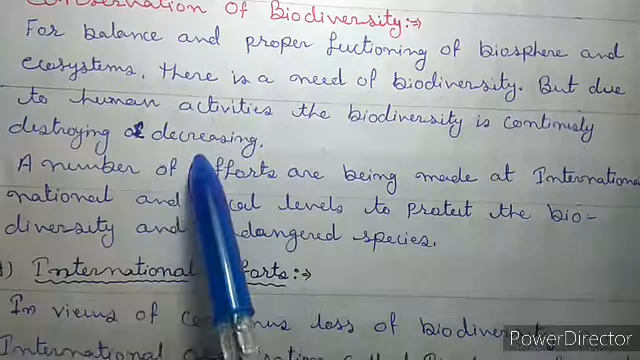 Conservation Of Biodiversity:→
For balance and proper fuctioning of biosphere and
ecosystems, there is a need of biodiversity. But due
to human activities the biodiversity is continusly
destroying or decreasing.
A number of efforts are being made at International
national and local levels to protect the bio-
diversity and endangered species.
International Efforts:→
In views of loss of biodiversity
International
PowerDirector